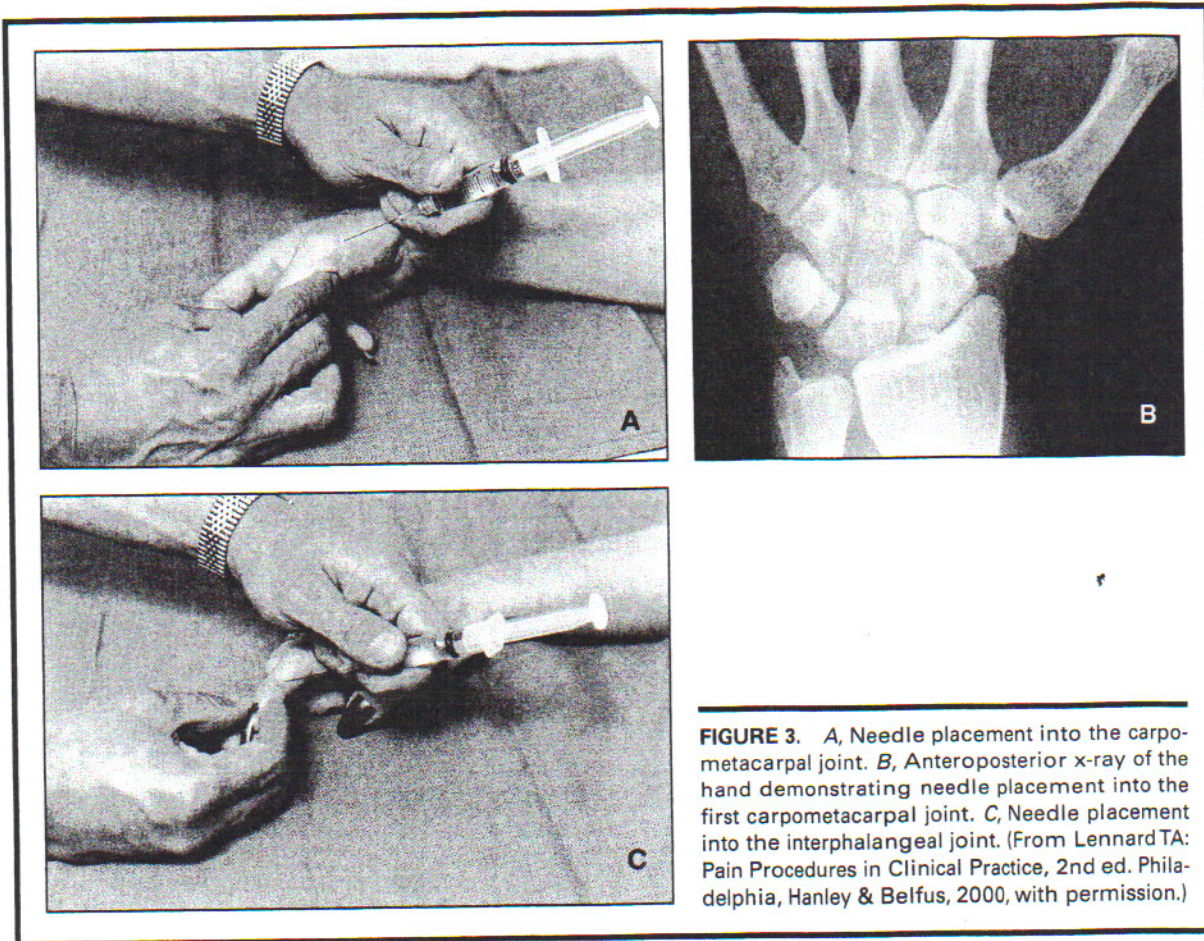 A
B
C
FIGURE 3. A, Needle placement into the carpo-
metacarpal joint. B, Anteroposterior x-ray of the
hand demonstrating needle placement into the
first carpometacarpal joint. C, Needle placement
into the interphalangeal joint. (From Lennard TA:
Pain Procedures in Clinical Practice, 2nd ed. Phila-
delphia, Hanley & Belfus, 2000, with permission.)